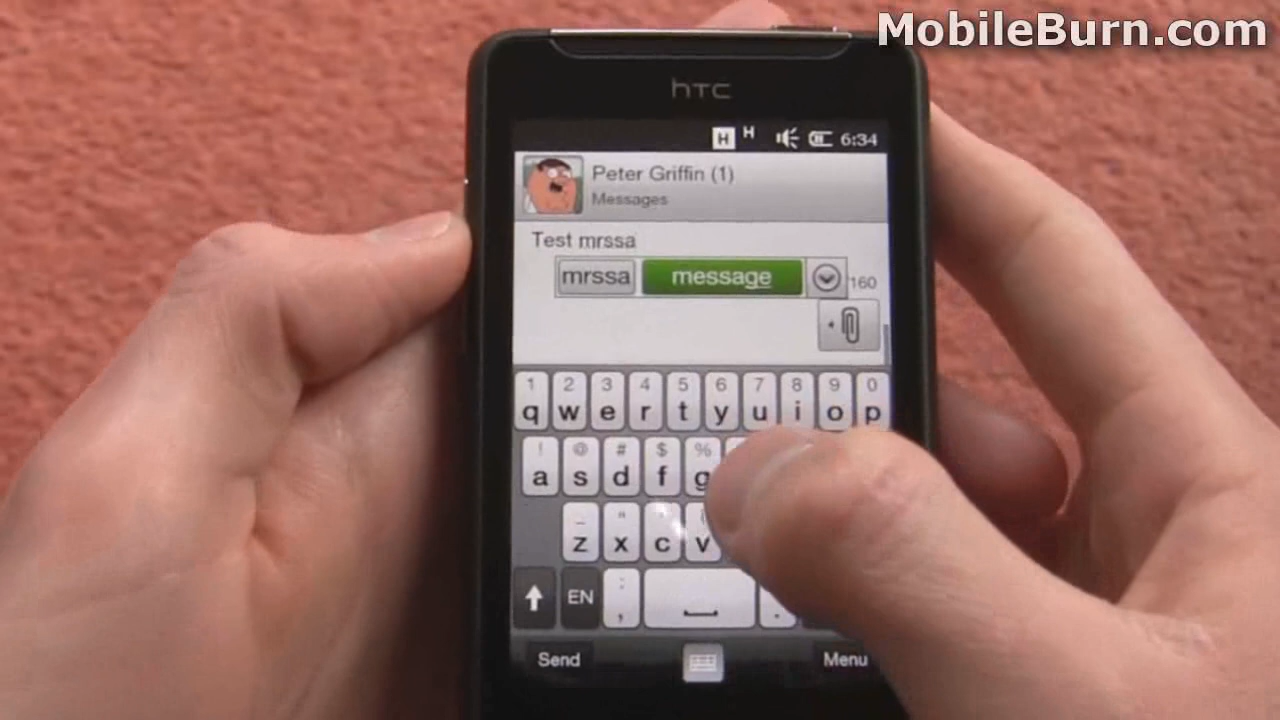 MobileBurn.com
hTC
H H 6:34
Peter Griffin (1)
Messages
Test mrssa
mrssa message 160
1 2 3 4 5 6 7 8 9 0
q w e r t y u i o p
! @ # $ %
a s d f g
_ "
z x c v
EN , .
Send Menu